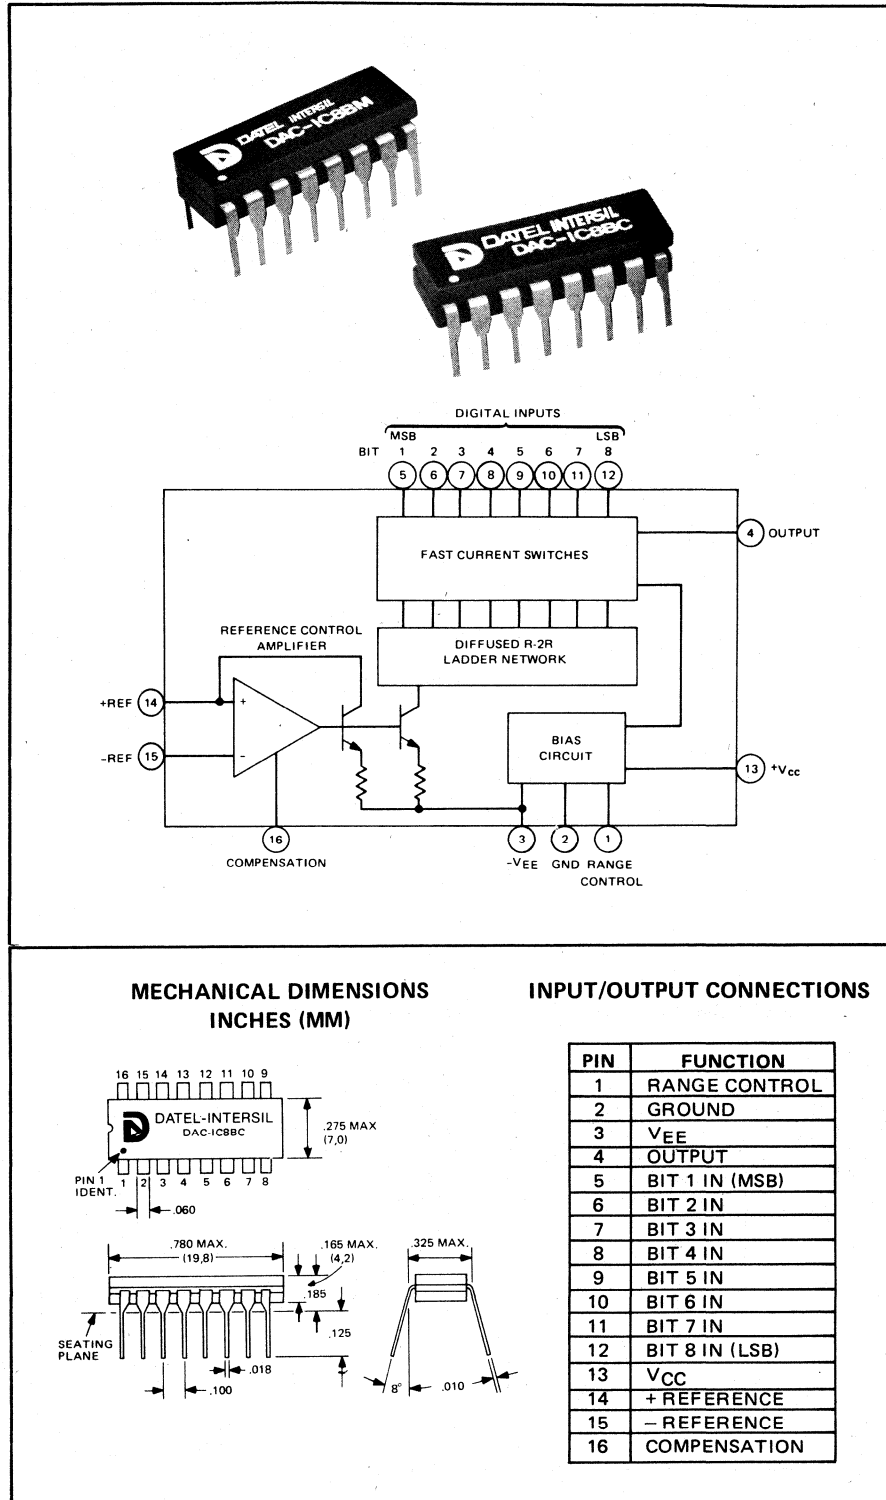 DATEL INTERSIL
DAC-IC8BM
DATEL INTERSIL
DAC-IC8BC
DIGITAL INPUTS
MSB LSB
BIT 1 2 3 4 5 6 7 8
5 6 7 8 9 10 11 12
FAST CURRENT SWITCHES
4 OUTPUT
REFERENCE CONTROL
AMPLIFIER
DIFFUSED R-2R
LADDER NETWORK
+REF 14 +
-REF 15 -
BIAS
CIRCUIT
13 +Vcc
16
COMPENSATION
3 2 1
-VEE GND RANGE
CONTROL
MECHANICAL DIMENSIONS
INCHES (MM)
16 15 14 13 12 11 10 9
DATEL-INTERSIL
DAC-IC8BC
.275 MAX
(7,0)
PIN 1
IDENT.
1 2 3 4 5 6 7 8
.060
.780 MAX.
(19,8)
.165 MAX.
(4,2)
.185
.325 MAX.
SEATING
PLANE
.125
.018
.100
8°
.010
INPUT/OUTPUT CONNECTIONS
PIN FUNCTION
1 RANGE CONTROL
2 GROUND
3 VEE
4 OUTPUT
5 BIT 1 IN (MSB)
6 BIT 2 IN
7 BIT 3 IN
8 BIT 4 IN
9 BIT 5 IN
10 BIT 6 IN
11 BIT 7 IN
12 BIT 8 IN (LSB)
13 VCC
14 + REFERENCE
15 – REFERENCE
16 COMPENSATION